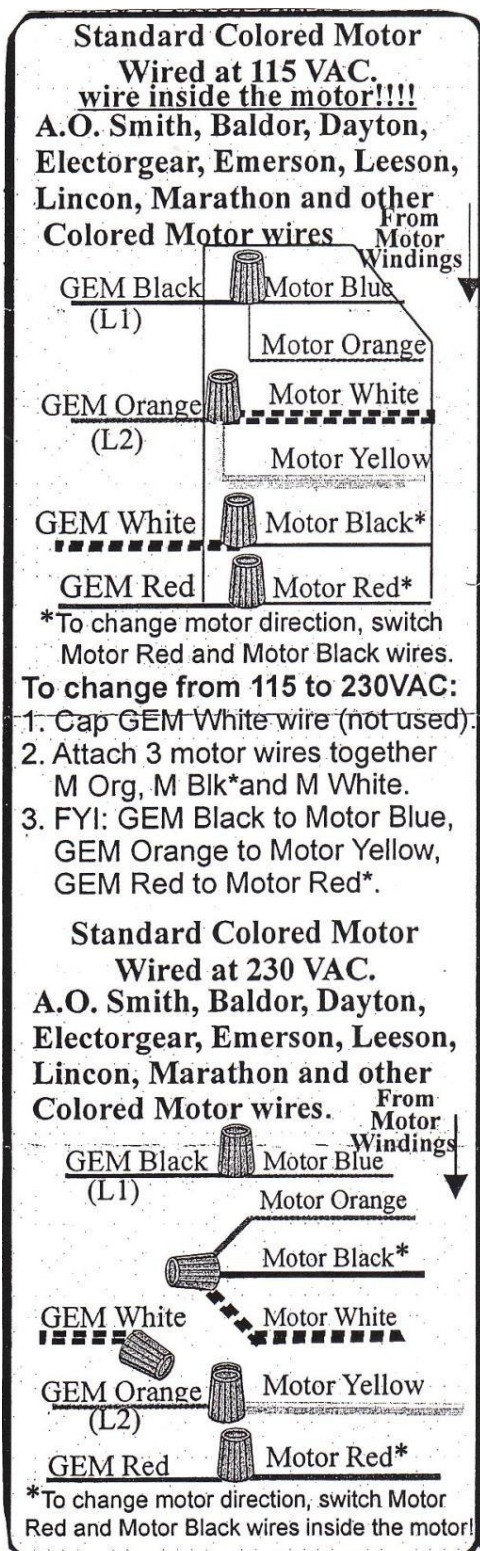 Standard Colored Motor
Wired at 115 VAC.
wire inside the motor!!!!
A.O. Smith, Baldor, Dayton,
Electorgear, Emerson, Leeson,
Lincon, Marathon and other
Colored Motor wires
From
Motor
Windings
GEM Black Motor Blue
(L1)
Motor Orange
GEM Orange Motor White
(L2)
Motor Yellow
GEM White Motor Black*
GEM Red Motor Red*
*To change motor direction, switch
Motor Red and Motor Black wires.
To change from 115 to 230VAC:
1. Cap GEM White wire (not used).
2. Attach 3 motor wires together
M Org, M Blk*and M White.
3. FYI: GEM Black to Motor Blue,
GEM Orange to Motor Yellow,
GEM Red to Motor Red*.
Standard Colored Motor
Wired at 230 VAC.
A.O. Smith, Baldor, Dayton,
Electorgear, Emerson, Leeson,
Lincon, Marathon and other
Colored Motor wires.
From
Motor
Windings
GEM Black Motor Blue
(L1)
Motor Orange
Motor Black*
GEM White Motor White
GEM Orange Motor Yellow
(L2)
GEM Red Motor Red*
*To change motor direction, switch Motor
Red and Motor Black wires inside the motor!